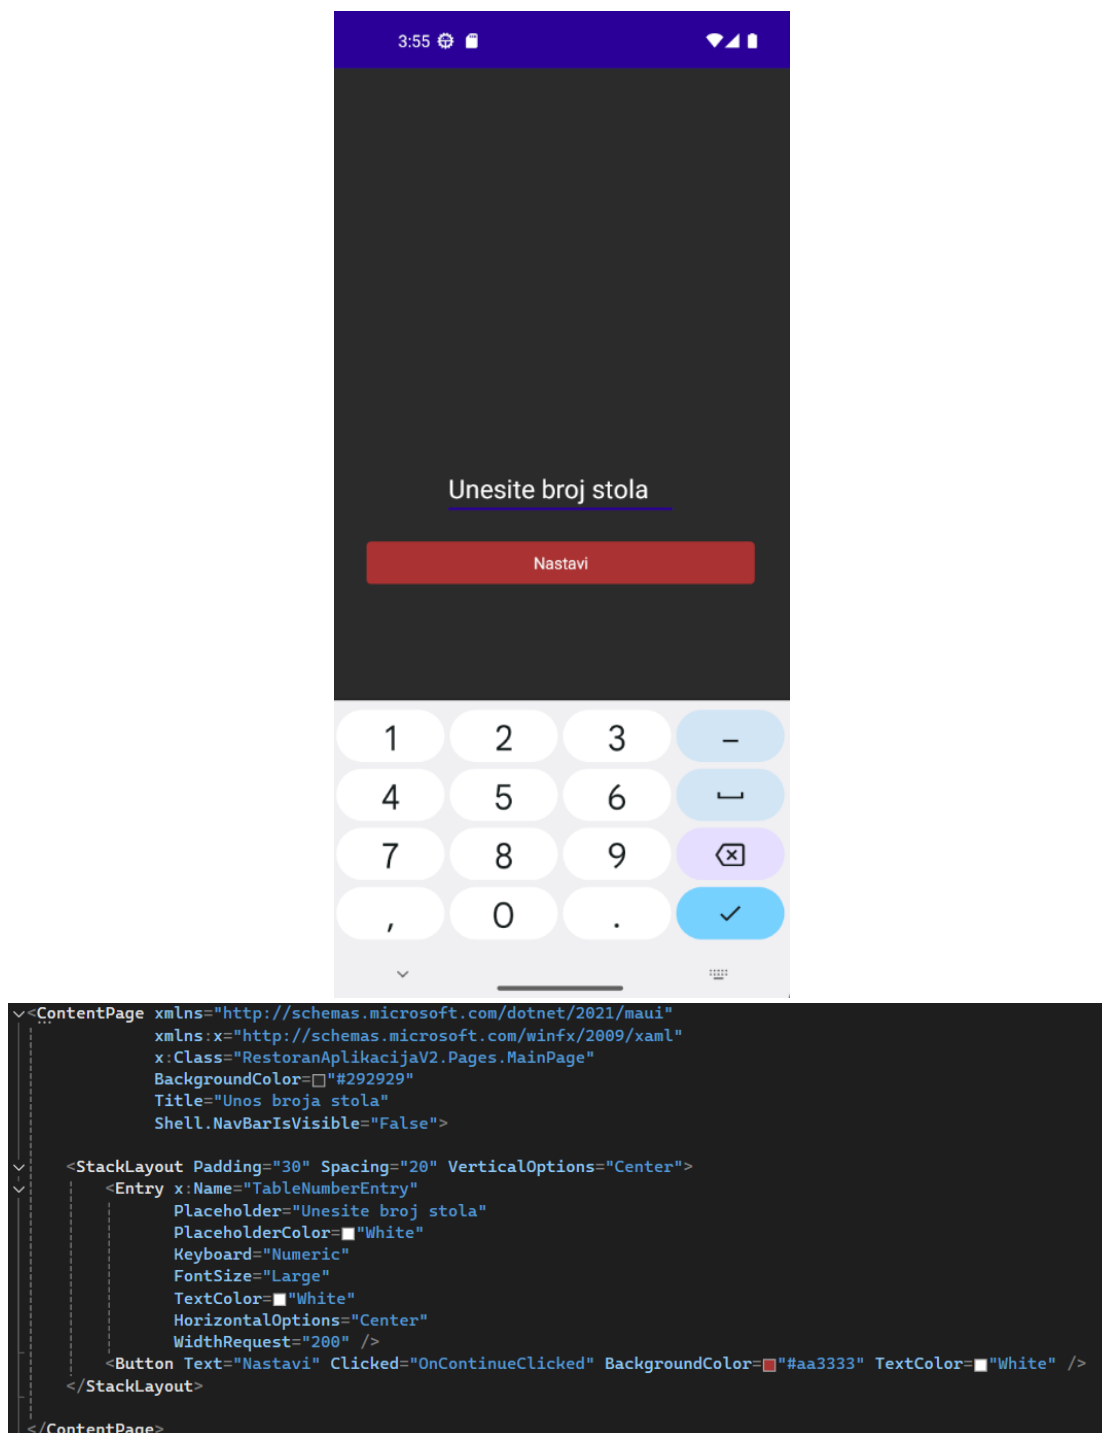 3:55
Unesite broj stola
Nastavi
1 2 3 –
4 5 6
7 8 9
, 0 .
<ContentPage xmlns="http://schemas.microsoft.com/dotnet/2021/maui"
xmlns:x="http://schemas.microsoft.com/winfx/2009/xaml"
x:Class="RestoranAplikacijaV2.Pages.MainPage"
BackgroundColor="#292929"
Title="Unos broja stola"
Shell.NavBarIsVisible="False">
<StackLayout Padding="30" Spacing="20" VerticalOptions="Center">
<Entry x:Name="TableNumberEntry"
Placeholder="Unesite broj stola"
PlaceholderColor="White"
Keyboard="Numeric"
FontSize="Large"
TextColor="White"
HorizontalOptions="Center"
WidthRequest="200" />
<Button Text="Nastavi" Clicked="OnContinueClicked" BackgroundColor="#aa3333" TextColor="White" />
</StackLayout>
</ContentPage>